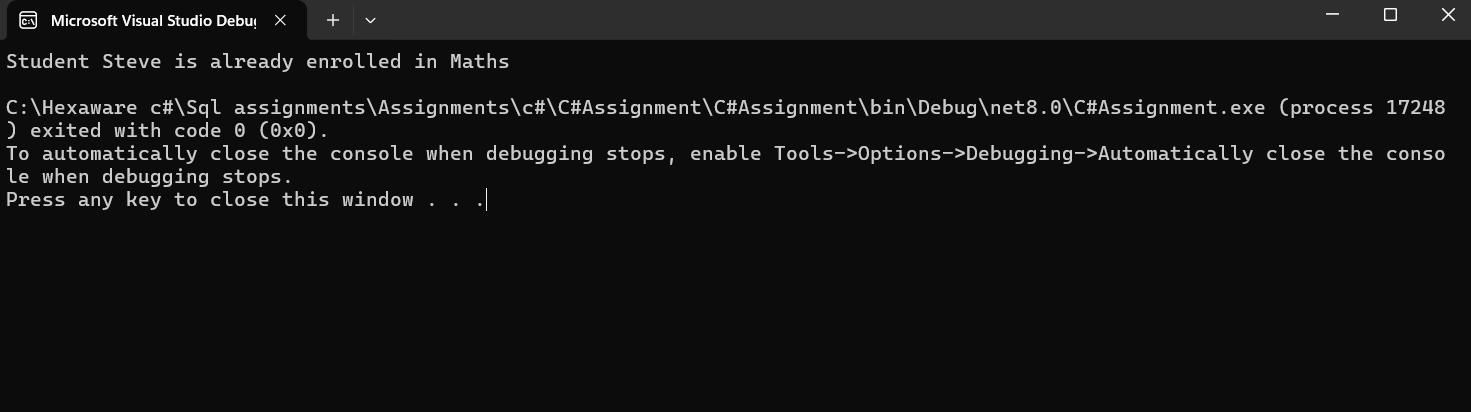 Microsoft Visual Studio Debu
Student Steve is already enrolled in Maths
C:\Hexaware c#\Sql assignments\Assignments\c#\C#Assignment\C#Assignment\bin\Debug\net8.0\C#Assignment.exe (process 17248
) exited with code 0 (0x0).
To automatically close the console when debugging stops, enable Tools->Options->Debugging->Automatically close the conso
le when debugging stops.
Press any key to close this window . . .